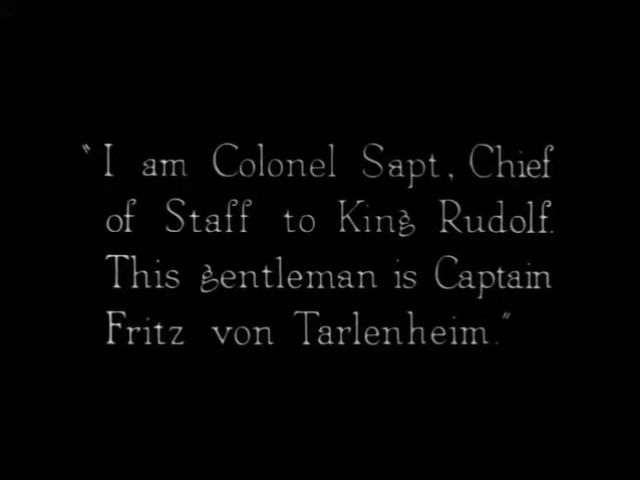 “I am Colonel Sapt, Chief
of Staff to King Rudolf.
This gentleman is Captain
Fritz von Tarlenheim.”